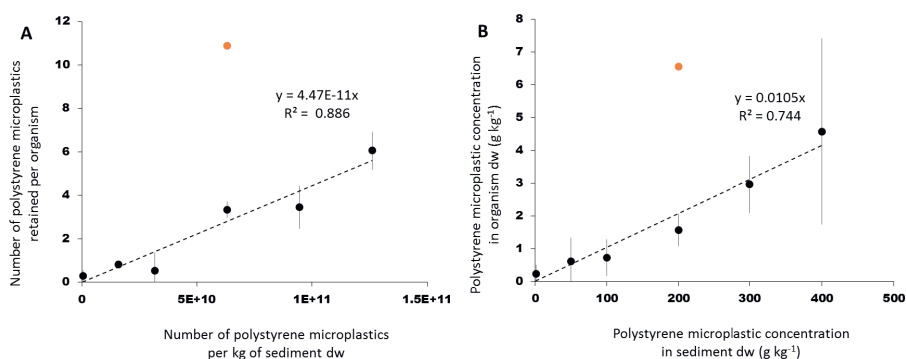 A
Number of polystyrene microplastics
retained per organism
12
10
8
6
4
2
0
y = 4.47E-11x
R² = 0.886
0
5E+10
1E+11
1.5E+11
Number of polystyrene microplastics
per kg of sediment dw
B
Polystyrene microplastic concentration
in organism dw (g kg⁻¹)
8
7
6
5
4
3
2
1
0
y = 0.0105x
R² = 0.744
0
100
200
300
400
500
Polystyrene microplastic concentration
in sediment dw (g kg⁻¹)